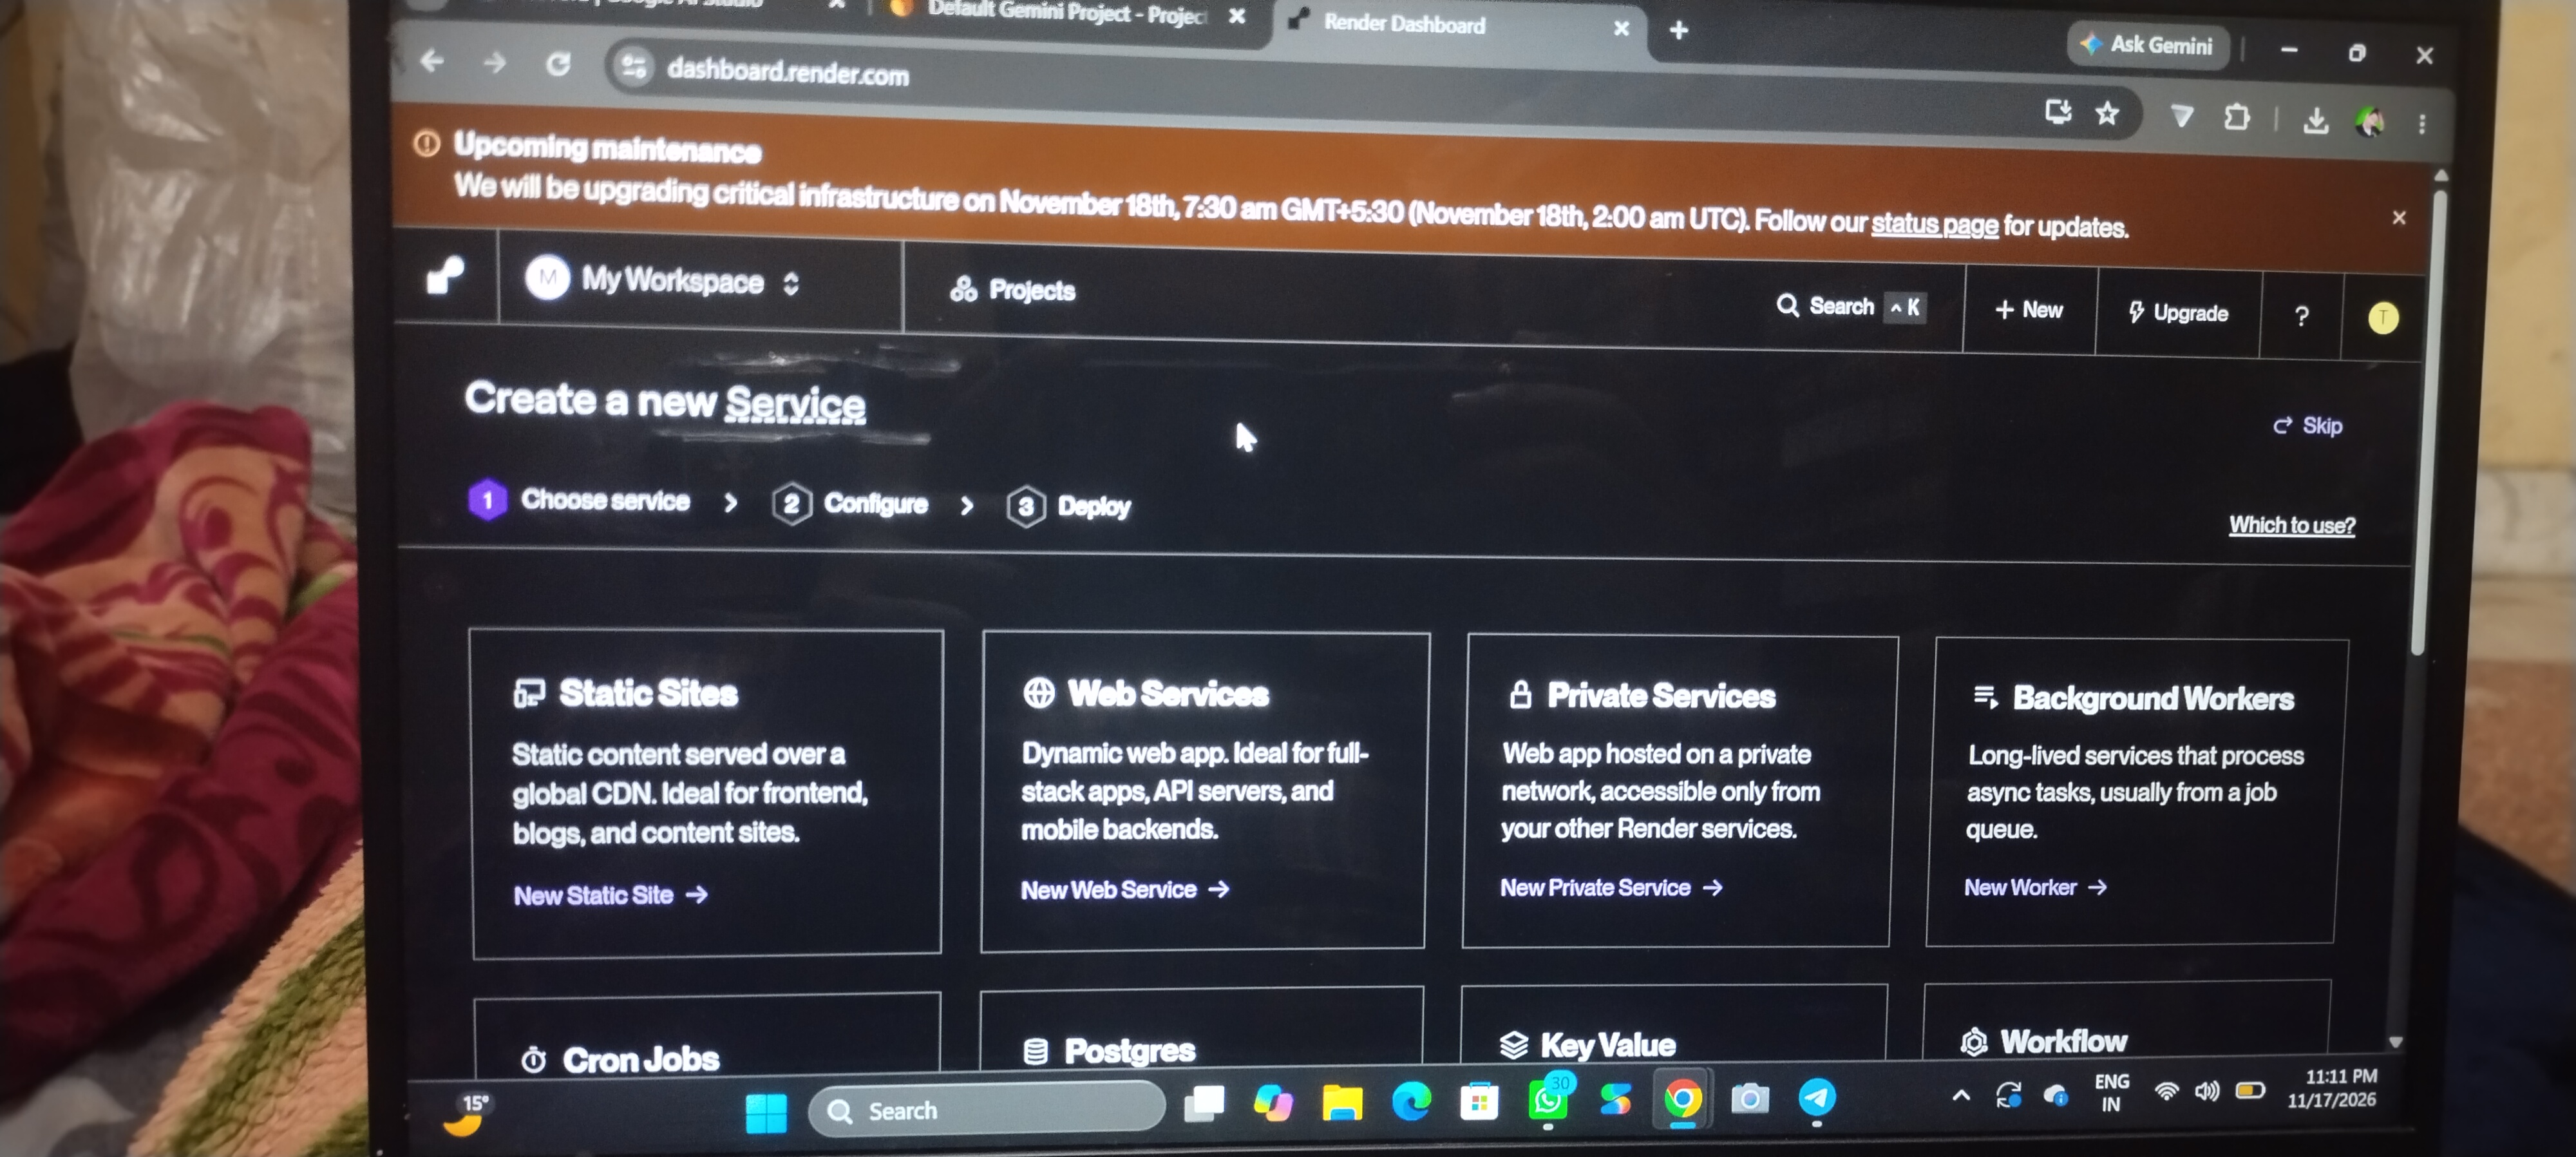 Default Gemini Project - Project
Render Dashboard
Ask Gemini
dashboard.render.com
Upcoming maintenance
We will be upgrading critical infrastructure on November 18th, 7:30 am GMT+5:30 (November 18th, 2:00 am UTC). Follow our status page for updates.
M My Workspace
Projects
Search ^ K
+ New
Upgrade
?
T
Create a new Service
Skip
1 Choose service > 2 Configure > 3 Deploy
Which to use?
Static Sites
Static content served over a
global CDN. Ideal for frontend,
blogs, and content sites.
New Static Site →
Web Services
Dynamic web app. Ideal for full-
stack apps, API servers, and
mobile backends.
New Web Service →
Private Services
Web app hosted on a private
network, accessible only from
your other Render services.
New Private Service →
Background Workers
Long-lived services that process
async tasks, usually from a job
queue.
New Worker →
Cron Jobs
Postgres
Key Value
Workflow
15°
Search
30
ENG
IN
11:11 PM
11/17/2026